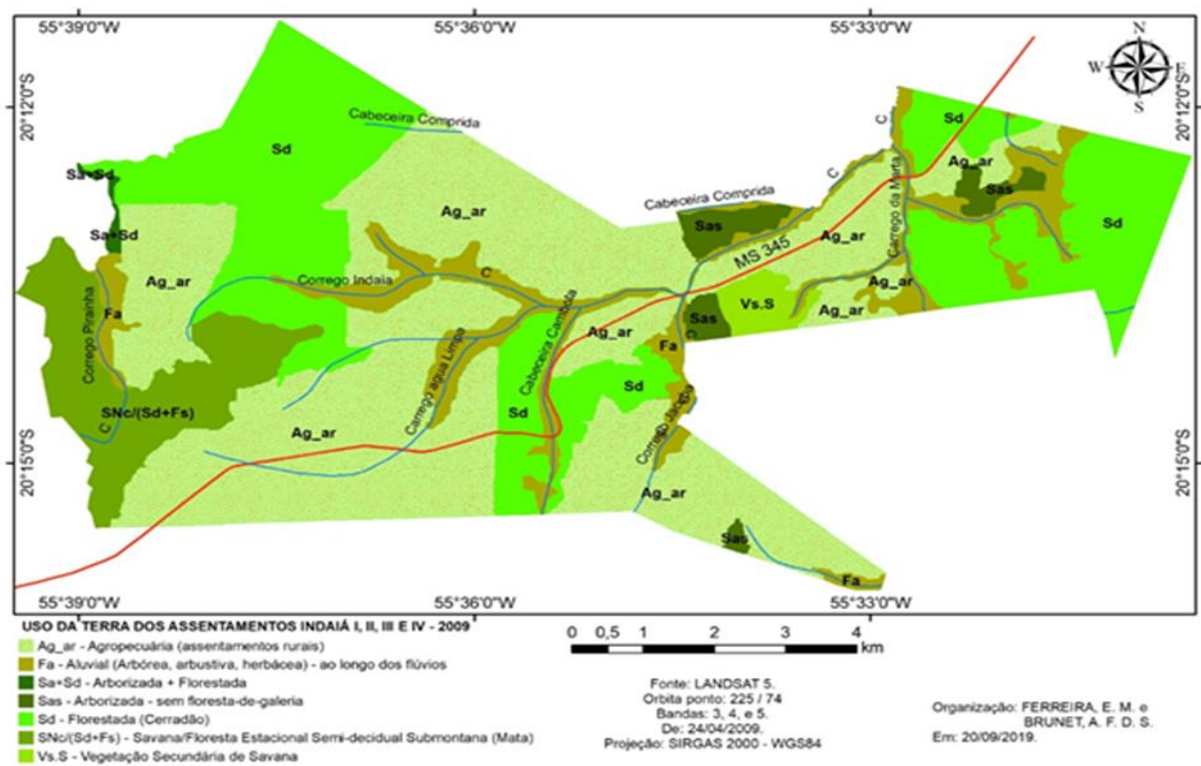 55°39'0"W 55°36'0"W 55°33'0"W
N
W E
S
20°12'0"S 20°12'0"S
Cabeceira Comprida
C
Sd
Sd
Ag_ar
Sa+Sd
C
Sas
Cabeceira Comprida
Ag_ar
Sas
Sd
Sa+Sd
Ag_ar
Corrego da Marta
MS 345
C
Corrego Indaia
Ag_ar
Ag_ar
Vs.S
Ag_ar
Fa
Sas
Corrego Pirainha
Cabeceira Cambola
Ag_ar
C
Fa
Carrego agua Limpa
Sd
SNc/(Sd+Fs)
Sd
C
Ag_ar
Corrego Jacoba
20°15'0"S 20°15'0"S
Ag_ar
Sas
Fa
55°39'0"W 55°36'0"W 55°33'0"W
USO DA TERRA DOS ASSENTAMENTOS INDAIÁ I, II, III E IV - 2009
Ag_ar - Agropecuária (assentamentos rurais)
Fa - Aluvial (Arbórea, arbustiva, herbácea) - ao longo dos flúvios
Sa+Sd - Arborizada + Florestada
Sas - Arborizada - sem floresta-de-galeria
Sd - Florestada (Cerradão)
SNc/(Sd+Fs) - Savana/Floresta Estacional Semi-decidual Submontana (Mata)
Vs.S - Vegetação Secundária de Savana
0 0,5 1 2 3 4
km
Fonte: LANDSAT 5.
Orbita ponto: 225 / 74
Bandas: 3, 4, e 5.
De: 24/04/2009.
Projeção: SIRGAS 2000 - WGS84
Organização: FERREIRA, E. M. e
BRUNET, A. F. D. S.
Em: 20/09/2019.